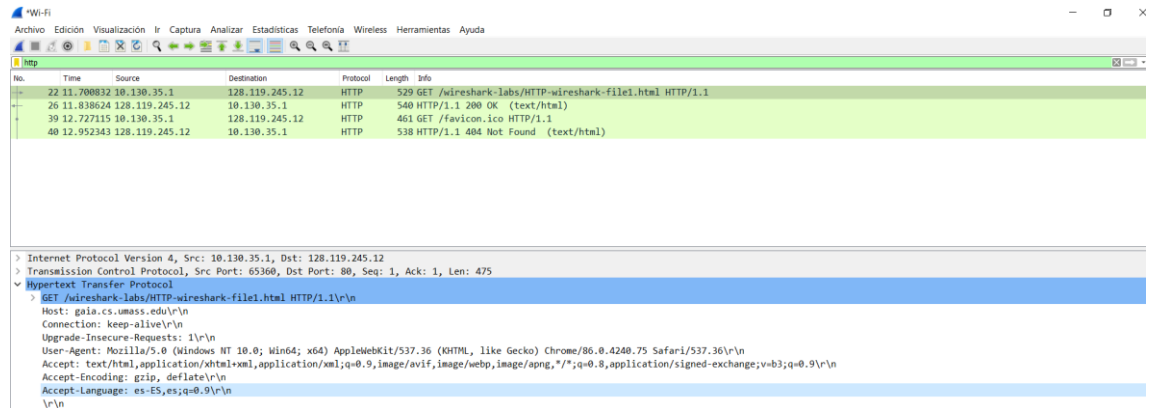 *Wi-Fi
Archivo Edición Visualización Ir Captura Analizar Estadísticas Telefonía Wireless Herramientas Ayuda
http
No. Time Source Destination Protocol Length Info
22 11.700832 10.130.35.1 128.119.245.12 HTTP 529 GET /wireshark-labs/HTTP-wireshark-file1.html HTTP/1.1
26 11.838624 128.119.245.12 10.130.35.1 HTTP 540 HTTP/1.1 200 OK (text/html)
39 12.727115 10.130.35.1 128.119.245.12 HTTP 461 GET /favicon.ico HTTP/1.1
40 12.952343 128.119.245.12 10.130.35.1 HTTP 538 HTTP/1.1 404 Not Found (text/html)
> Internet Protocol Version 4, Src: 10.130.35.1, Dst: 128.119.245.12
> Transmission Control Protocol, Src Port: 65360, Dst Port: 80, Seq: 1, Ack: 1, Len: 475
Hypertext Transfer Protocol
> GET /wireshark-labs/HTTP-wireshark-file1.html HTTP/1.1\r\n
Host: gaia.cs.umass.edu\r\n
Connection: keep-alive\r\n
Upgrade-Insecure-Requests: 1\r\n
User-Agent: Mozilla/5.0 (Windows NT 10.0; Win64; x64) AppleWebKit/537.36 (KHTML, like Gecko) Chrome/86.0.4240.75 Safari/537.36\r\n
Accept: text/html,application/xhtml+xml,application/xml;q=0.9,image/avif,image/webp,image/apng,*/*;q=0.8,application/signed-exchange;v=b3;q=0.9\r\n
Accept-Encoding: gzip, deflate\r\n
Accept-Language: es-ES,es;q=0.9\r\n
\r\n